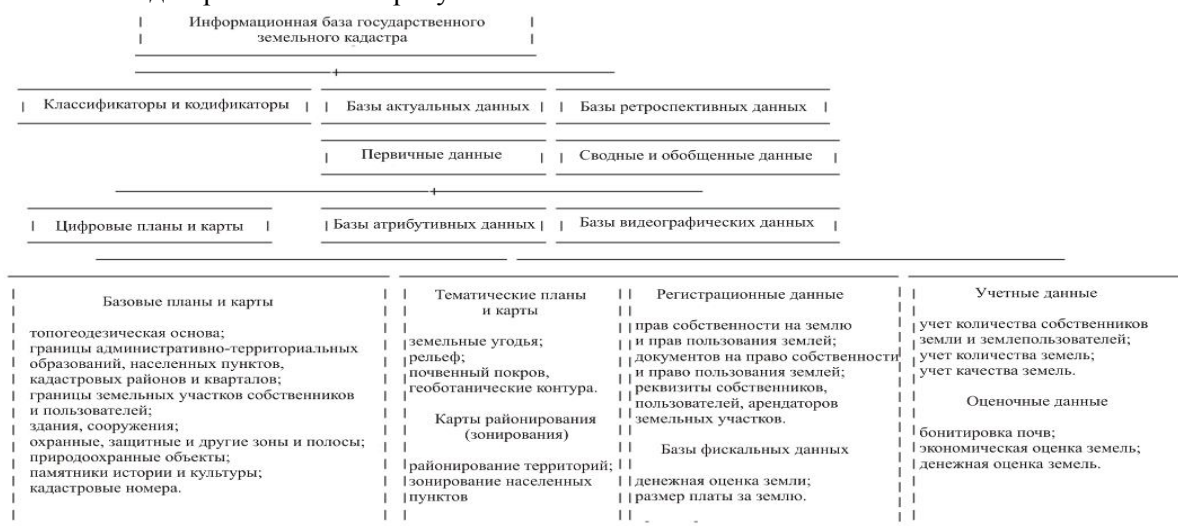 Информационная база государственного
земельного кадастра
Классификаторы и кодификаторы
Базы актуальных данных
Базы ретроспективных данных
Первичные данные
Сводные и обобщенные данные
Цифровые планы и карты
Базы атрибутивных данных
Базы видеографических данных
Базовые планы и карты
топогеодезическая основа;
границы административно-территориальных
образований, населенных пунктов,
кадастровых районов и кварталов;
границы земельных участков собственников
и пользователей;
здания, сооружения;
охранные, защитные и другие зоны и полосы;
природоохранные объекты;
памятники истории и культуры;
кадастровые номера.
Тематические планы
и карты
земельные угодья;
рельеф;
почвенный покров,
геоботанические контура.
Карты районирования
(зонирования)
районирование территорий;
зонирование населенных
пунктов
Регистрационные данные
прав собственности на землю
и прав пользования землей;
документов на право собственности
и право пользования землей;
реквизиты собственников,
пользователей, арендаторов
земельных участков.
Базы фискальных данных
денежная оценка земли;
размер платы за землю.
Учетные данные
учет количества собственников
земли и землепользователей;
учет количества земель;
учет качества земель.
Оценочные данные
бонитировка почв;
экономическая оценка земель;
денежная оценка земель.